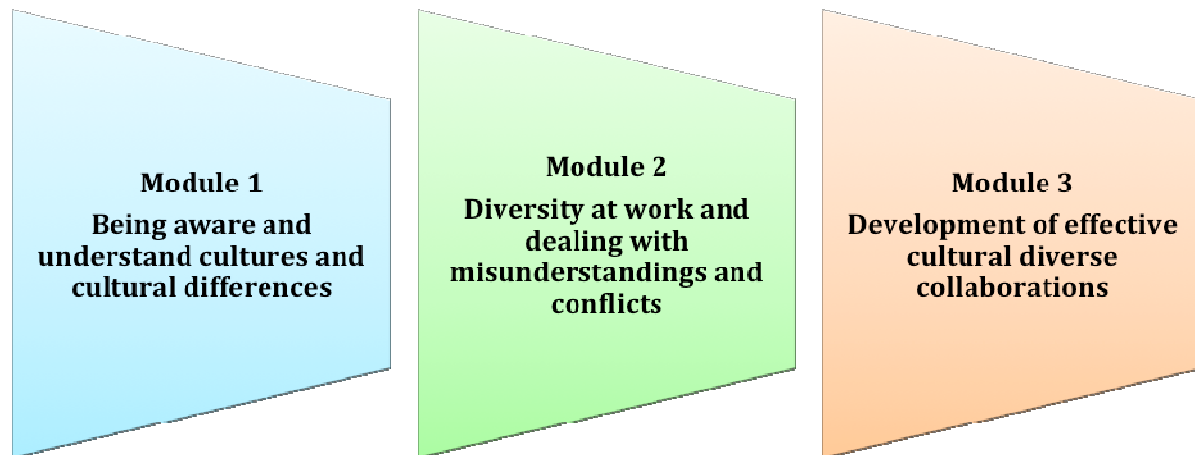 Module 1
Being aware and
understand cultures and
cultural differences
Module 2
Diversity at work and
dealing with
misunderstandings and
conflicts
Module 3
Development of effective
cultural diverse
collaborations